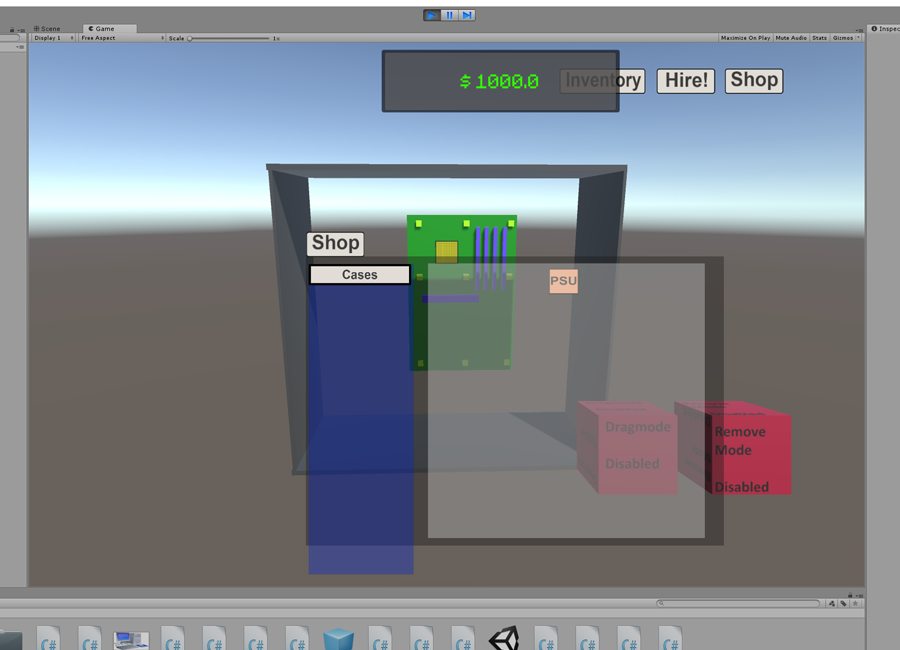 Scene
Game
Inspec
Display 1
Free Aspect
Scale
1x
Maximize On Play
Mute Audio
Stats
Gizmos
$ 1000.0
Inventory
Hire!
Shop
Shop
Cases
PSU
Dragmode
Disabled
Remove
Mode
Disabled
C#
C#
C#
C#
C#
C#
C#
C#
C#
C#
C#
C#
C#